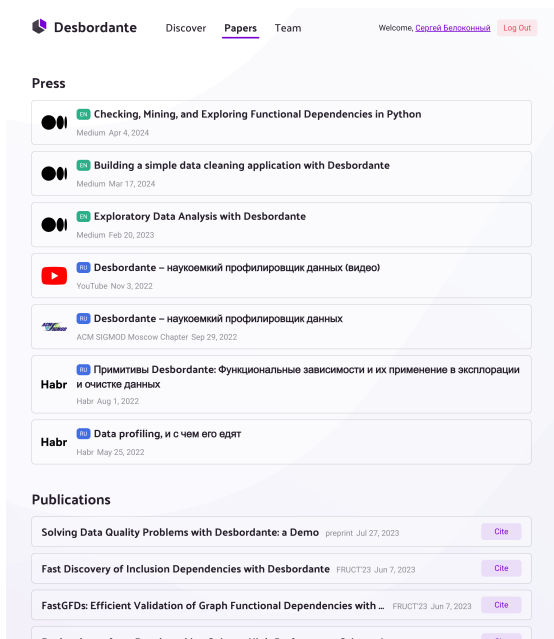 Desbordante
Discover Papers Team
Welcome, Сергей Белоконный Log Out
Press
EN Checking, Mining, and Exploring Functional Dependencies in Python
Medium Apr 4, 2024
EN Building a simple data cleaning application with Desbordante
Medium Mar 17, 2024
EN Exploratory Data Analysis with Desbordante
Medium Feb 20, 2023
RU Desbordante – наукоемкий профилировщик данных (видео)
YouTube Nov 3, 2022
RU Desbordante – наукоемкий профилировщик данных
ACM SIGMOD Moscow Chapter Sep 29, 2022
Habr
RU Примитивы Desbordante: Функциональные зависимости и их применение в эксплорации
и очистке данных
Habr Aug 1, 2022
Habr
RU Data profiling, и с чем его едят
Habr May 25, 2022
Publications
Solving Data Quality Problems with Desbordante: a Demo preprint Jul 27, 2023 Cite
Fast Discovery of Inclusion Dependencies with Desbordante FRUCT'23 Jun 7, 2023 Cite
FastGFDs: Efficient Validation of Graph Functional Dependencies with ... FRUCT'23 Jun 7, 2023 Cite